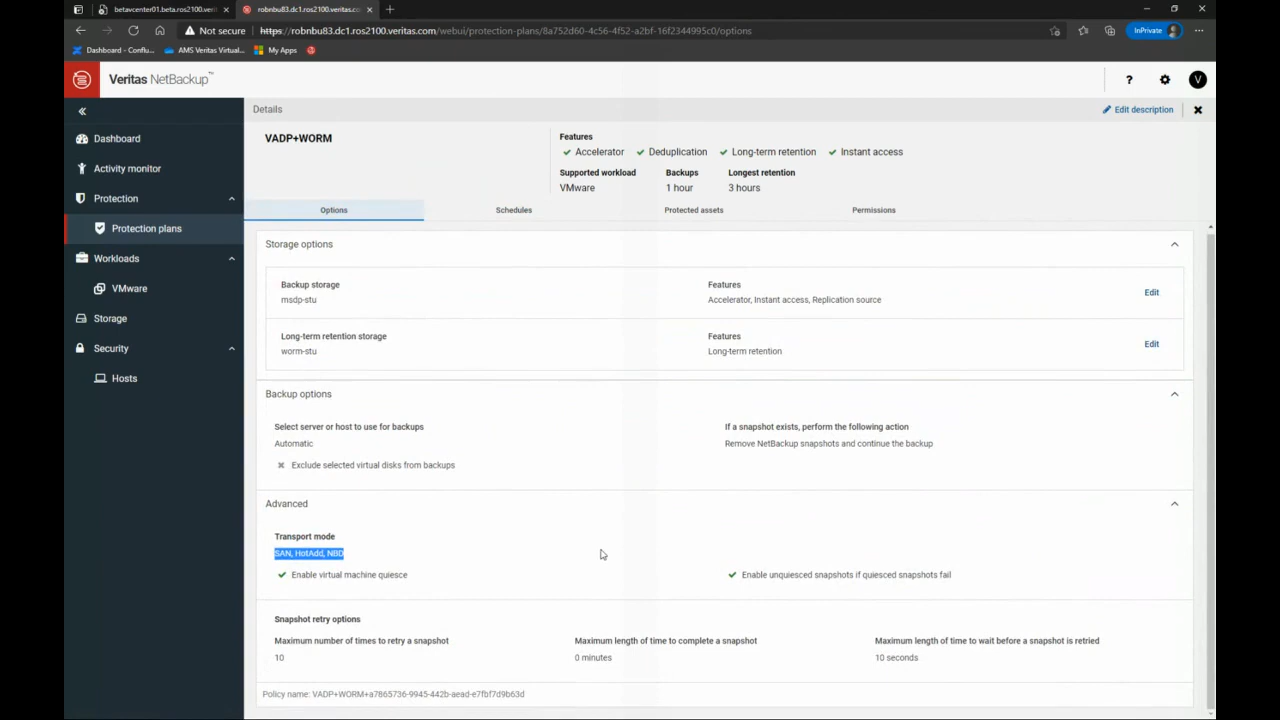 betavcenter01.beta.ros2100.veri
robnbu83.dc1.ros2100.veritas.co
Not secure
https://robnbu83.dc1.ros2100.veritas.com/webui/protection-plans/8a752d60-4c56-4f52-a2bf-16f2344995c0/options
InPrivate
Dashboard - Conflu...
AMS Veritas Virtual...
My Apps
Veritas NetBackup™
?
V
Details
Edit description
Dashboard
Activity monitor
Protection
Protection plans
Workloads
VMware
Storage
Security
Hosts
VADP+WORM
Features
Accelerator Deduplication Long-term retention Instant access
Supported workload Backups Longest retention
VMware 1 hour 3 hours
Options Schedules Protected assets Permissions
Storage options
Backup storage Features
msdp-stu Accelerator, Instant access, Replication source Edit
Long-term retention storage Features
worm-stu Long-term retention Edit
Backup options
Select server or host to use for backups If a snapshot exists, perform the following action
Automatic Remove NetBackup snapshots and continue the backup
Exclude selected virtual disks from backups
Advanced
Transport mode
SAN, HotAdd, NBD
Enable virtual machine quiesce Enable unquiesced snapshots if quiesced snapshots fail
Snapshot retry options
Maximum number of times to retry a snapshot Maximum length of time to complete a snapshot Maximum length of time to wait before a snapshot is retried
10 0 minutes 10 seconds
Policy name: VADP+WORM+a7865736-9945-442b-aead-e7fbf7d9b63d